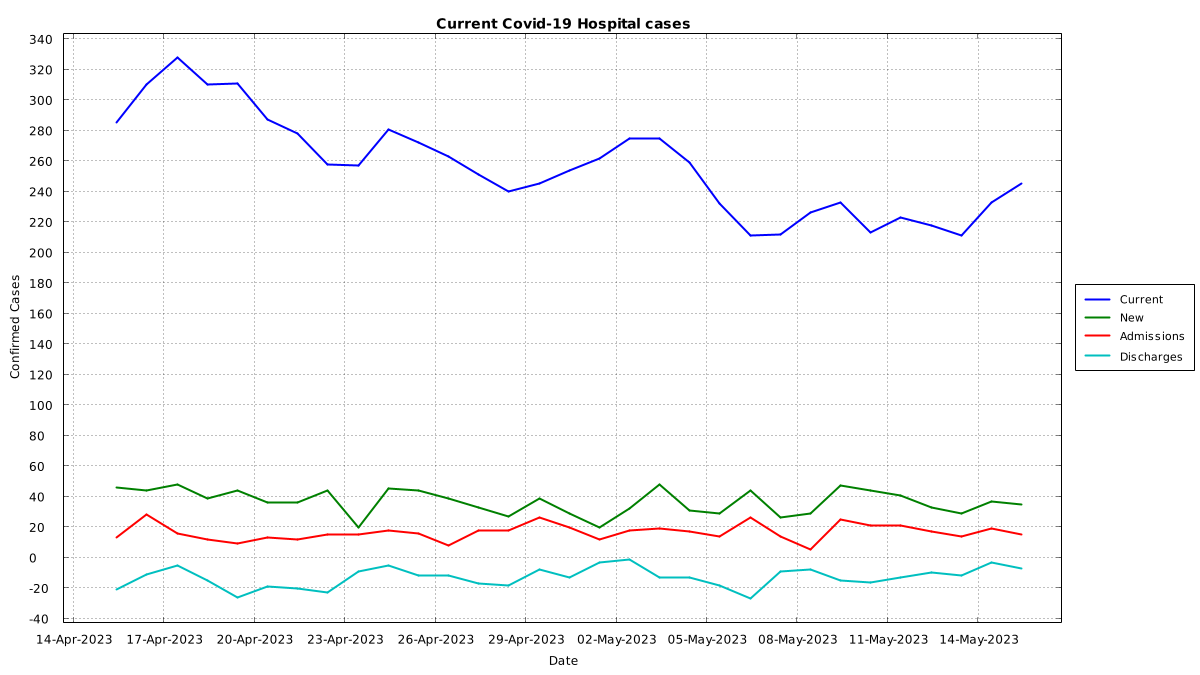 Current Covid-19 Hospital cases
340
320
300
280
260
240
220
200
180
160
140
120
100
80
60
40
20
0
-20
-40
Confirmed Cases
14-Apr-2023 17-Apr-2023 20-Apr-2023 23-Apr-2023 26-Apr-2023 29-Apr-2023 02-May-2023 05-May-2023 08-May-2023 11-May-2023 14-May-2023
Date
Current
New
Admissions
Discharges